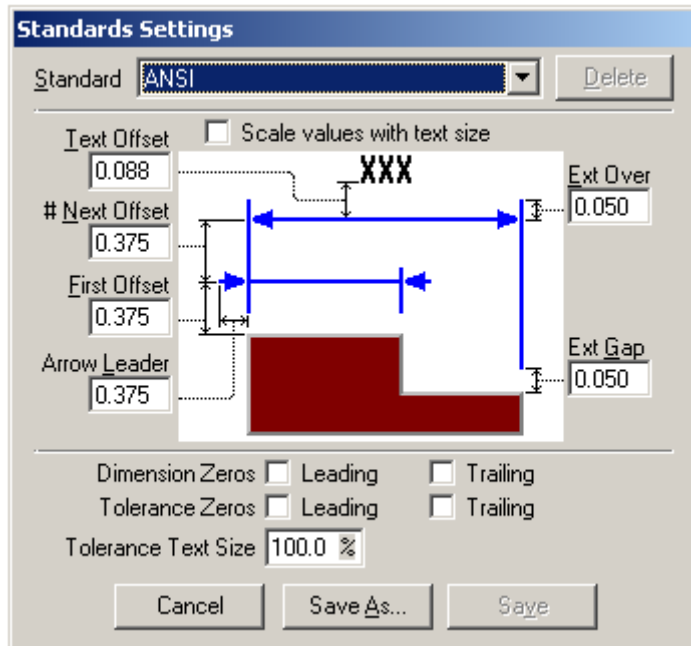 Standards Settings
Standard ANSI Delete
Text Offset Scale values with text size
0.088 XXX Ext Over
# Next Offset 0.050
0.375
First Offset
0.375
Arrow Leader Ext Gap
0.375 0.050
Dimension Zeros Leading Trailing
Tolerance Zeros Leading Trailing
Tolerance Text Size 100.0 %
Cancel Save As... Save